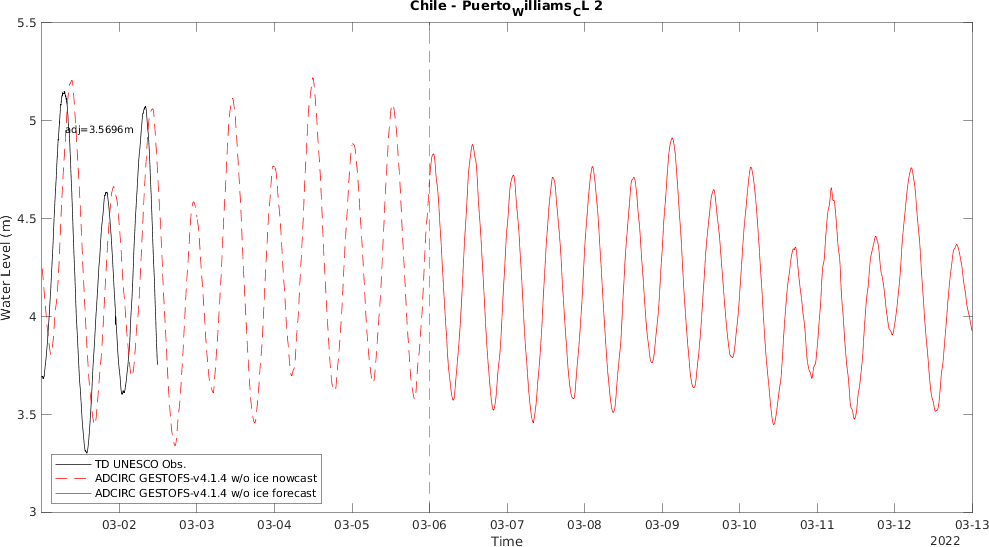 Chile - PuertoWilliamsCL 2
5.5
5
4.5
4
3.5
3
Water Level (m)
adj=3.5696m
TD UNESCO Obs.
ADCIRC GESTOFS-v4.1.4 w/o ice nowcast
ADCIRC GESTOFS-v4.1.4 w/o ice forecast
03-02 03-03 03-04 03-05 03-06 03-07 03-08 03-09 03-10 03-11 03-12 03-13
Time
2022